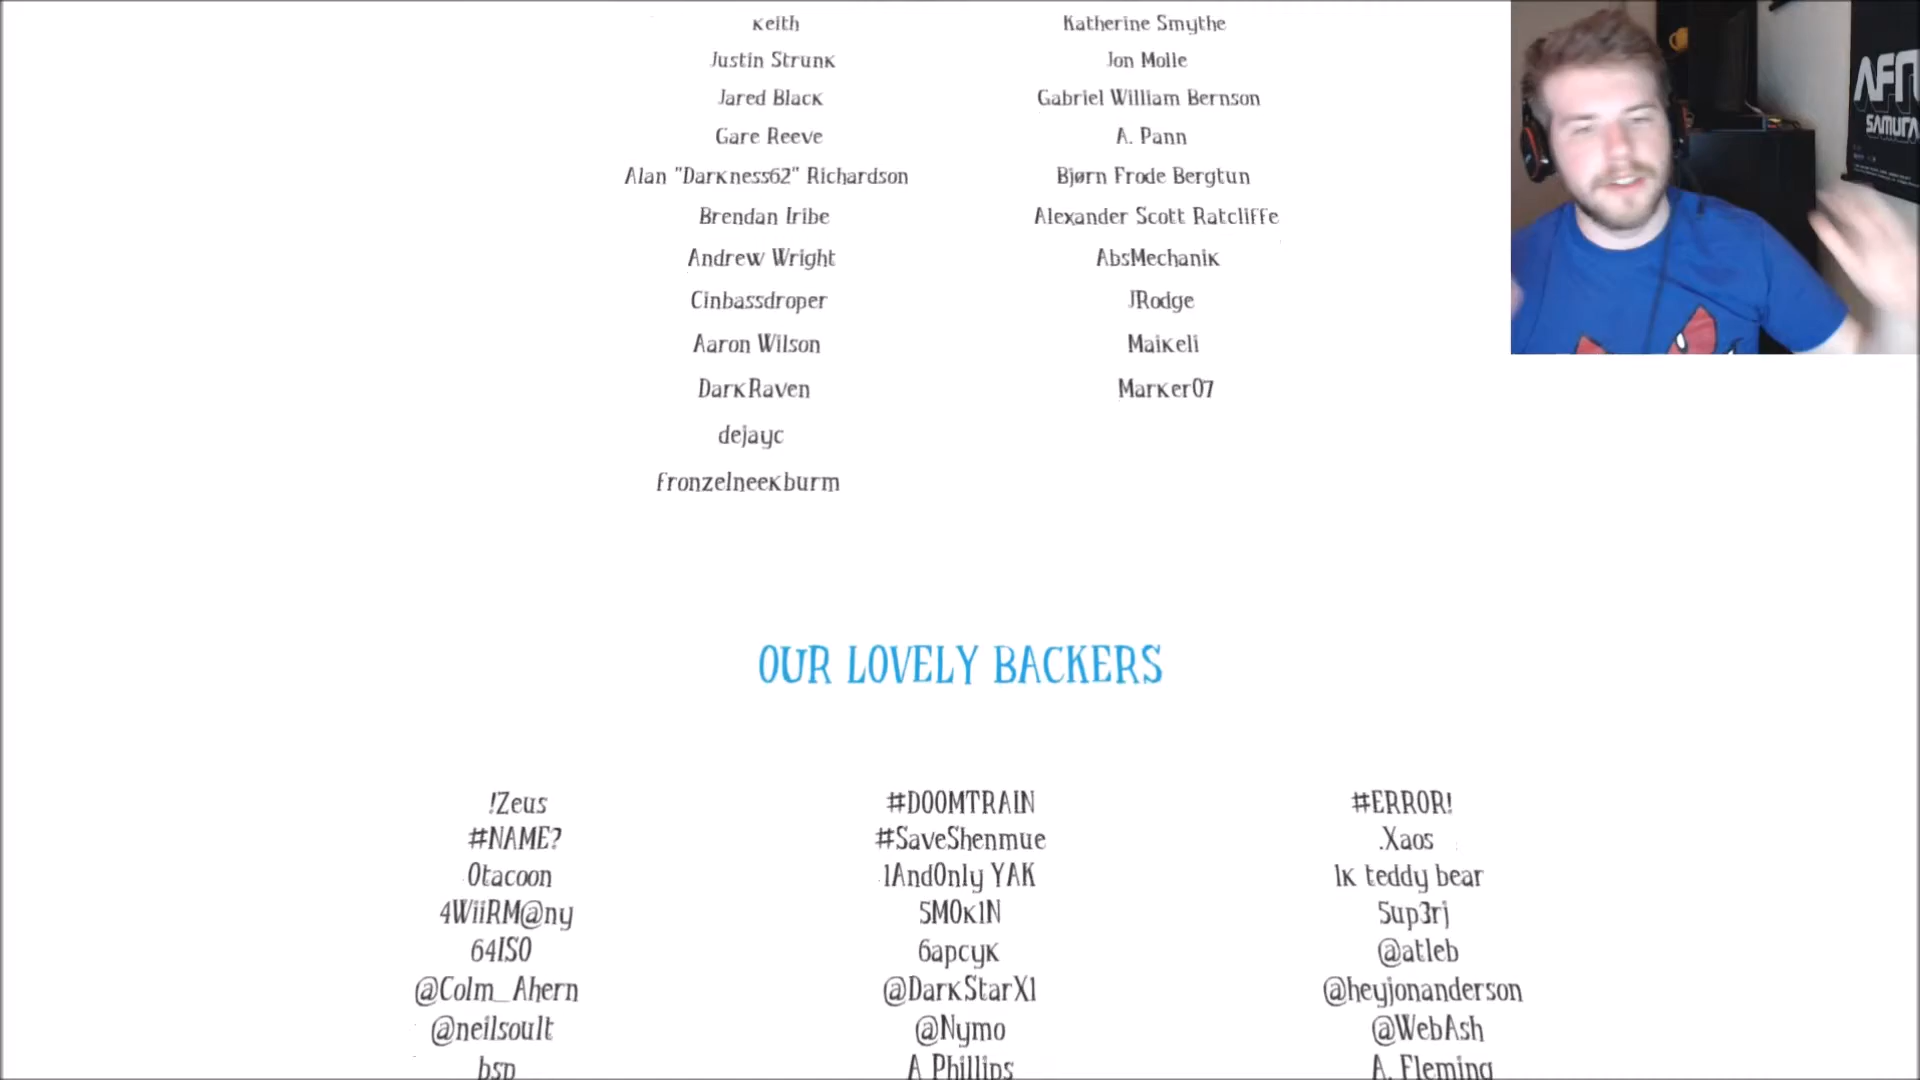 keith Katherine Smythe
Justin Strunk Jon Molle
Jared Black Gabriel William Bernson
Gare Reeve A. Pann
Alan "Darkness62" Richardson Bjørn Frode Bergtun
Brendan Iribe Alexander Scott Ratcliffe
Andrew Wright AbsMechanik
Cinbassdroper JRodge
Aaron Wilson Maikeli
DarkRaven Marker07
dejayc
fronzelneekburm
OUR LOVELY BACKERS
!Zeus #DOOMTRAIN #ERROR!
#NAME? #SaveShenmue .Xaos
0tacoon 1AndOnly YAK 1k teddy bear
4WiiRM@ny 5M0k1N 5up3rj
64ISO 6apcyk @atleb
@Colm_Ahern @DarkStarX1 @heyjonanderson
@neilsoult @Nymo @WebAsh
bsp A Phillips A. Fleming
SAMURA